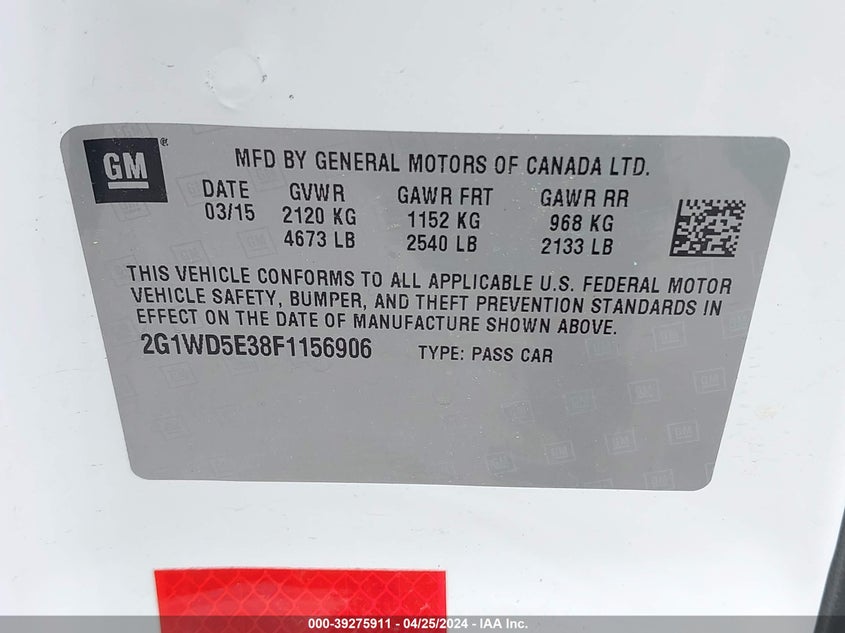 GM®
MFD BY GENERAL MOTORS OF CANADA LTD.
DATE GVWR GAWR FRT GAWR RR
03/15 2120 KG 1152 KG 968 KG
4673 LB 2540 LB 2133 LB
THIS VEHICLE CONFORMS TO ALL APPLICABLE U.S. FEDERAL MOTOR
VEHICLE SAFETY, BUMPER, AND THEFT PREVENTION STANDARDS IN
EFFECT ON THE DATE OF MANUFACTURE SHOWN ABOVE.
2G1WD5E38F1156906 TYPE: PASS CAR
000-39275911 - 04/25/2024 - IAA Inc.